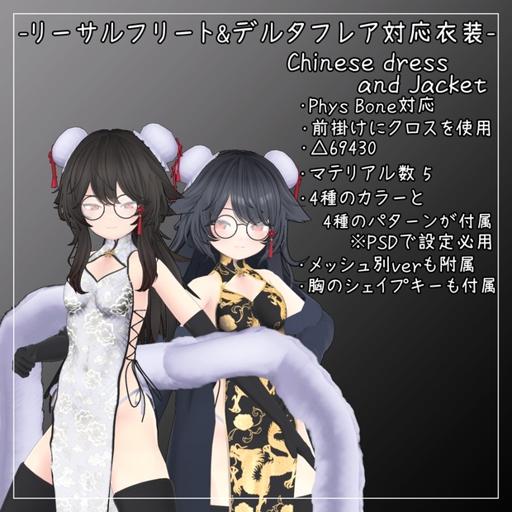 -リーサルフリート&デルタフレア対応衣装-
Chinese dress
and Jacket
・Phys Bone対応
・前掛けにクロスを使用
・△69430
・マテリアル数 5
・4種のカラーと
4種のパターンが付属
※PSDで設定必用
・メッシュ別verも附属
・胸のシェイプキーも付属